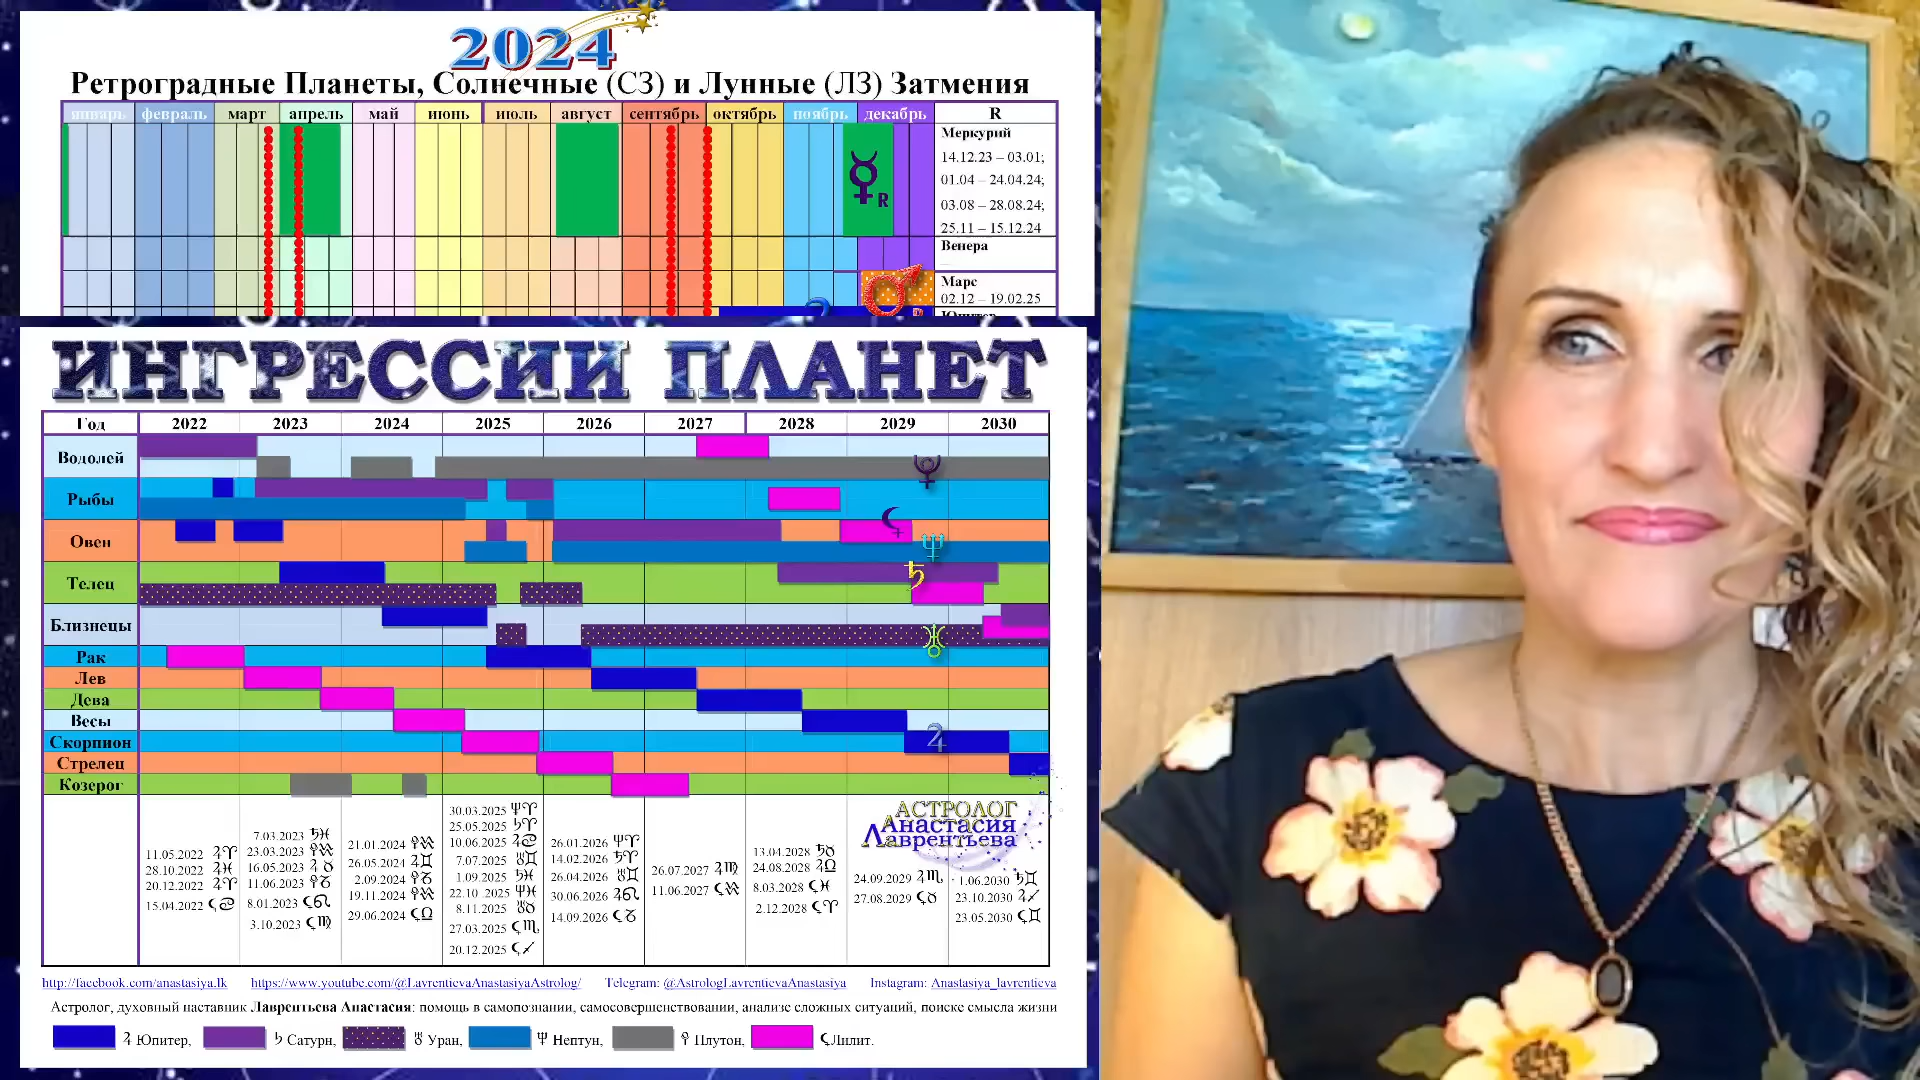 2024
Ретроградные Планеты, Солнечные (СЗ) и Лунные (ЛЗ) Затмения
январь февраль март апрель май июнь июль август сентябрь октябрь ноябрь декабрь R
Меркурий
14.12.23 – 03.01;
01.04 – 24.04.24;
03.08 – 28.08.24;
25.11 – 15.12.24
☿R
Венера
Марс
02.12 – 19.02.25
Юпитер
ИНГРЕССИИ ПЛАНЕТ
Год 2022 2023 2024 2025 2026 2027 2028 2029 2030
Водолей
Рыбы
Овен
Телец
Близнецы
Рак
Лев
Дева
Весы
Скорпион
Стрелец
Козерог
11.05.2022 ♃♈
28.10.2022 ♃♓
20.12.2022 ♃♈
15.04.2022 ⚸♋
7.03.2023 ♄♓
23.03.2023 ♇♒
16.05.2023 ♃♉
11.06.2023 ♇♑
8.01.2023 ⚸♌
3.10.2023 ⚸♍
21.01.2024 ♇♒
26.05.2024 ♃♊
2.09.2024 ♇♑
19.11.2024 ♇♒
29.06.2024 ⚸♎
30.03.2025 ♆♈
25.05.2025 ♄♈
10.06.2025 ♃♋
7.07.2025 ♅♊
1.09.2025 ♄♓
22.10.2025 ♆♓
8.11.2025 ♅♉
27.03.2025 ⚸♏
20.12.2025 ⚸♐
26.01.2026 ♆♈
14.02.2026 ♄♈
26.04.2026 ♅♊
30.06.2026 ♃♌
14.09.2026 ⚸♑
26.07.2027 ♃♍
11.06.2027 ⚸♒
13.04.2028 ♄♉
24.08.2028 ♃♎
8.03.2028 ⚸♓
2.12.2028 ⚸♈
24.09.2029 ♃♏
27.08.2029 ⚸♉
1.06.2030 ♄♊
23.10.2030 ♃♐
23.05.2030 ⚸♊
АСТРОЛОГ
Анастасия
Лаврентьева
http://facebook.com/anastasiya.lk https://www.youtube.com/@LavrentievaAnastasiyaAstrolog/ Telegram: @AstrologLavrentievaAnastasiya Instagram: Anastasia_lavrentieva
Астролог, духовный наставник Лаврентьева Анастасия: помощь в самопознании, самосовершенствовании, анализе сложных ситуаций, поиске смысла жизни
♃ Юпитер, ♄ Сатурн, ♅ Уран, ♆ Нептун, ♇ Плутон, ⚸ Лилит.